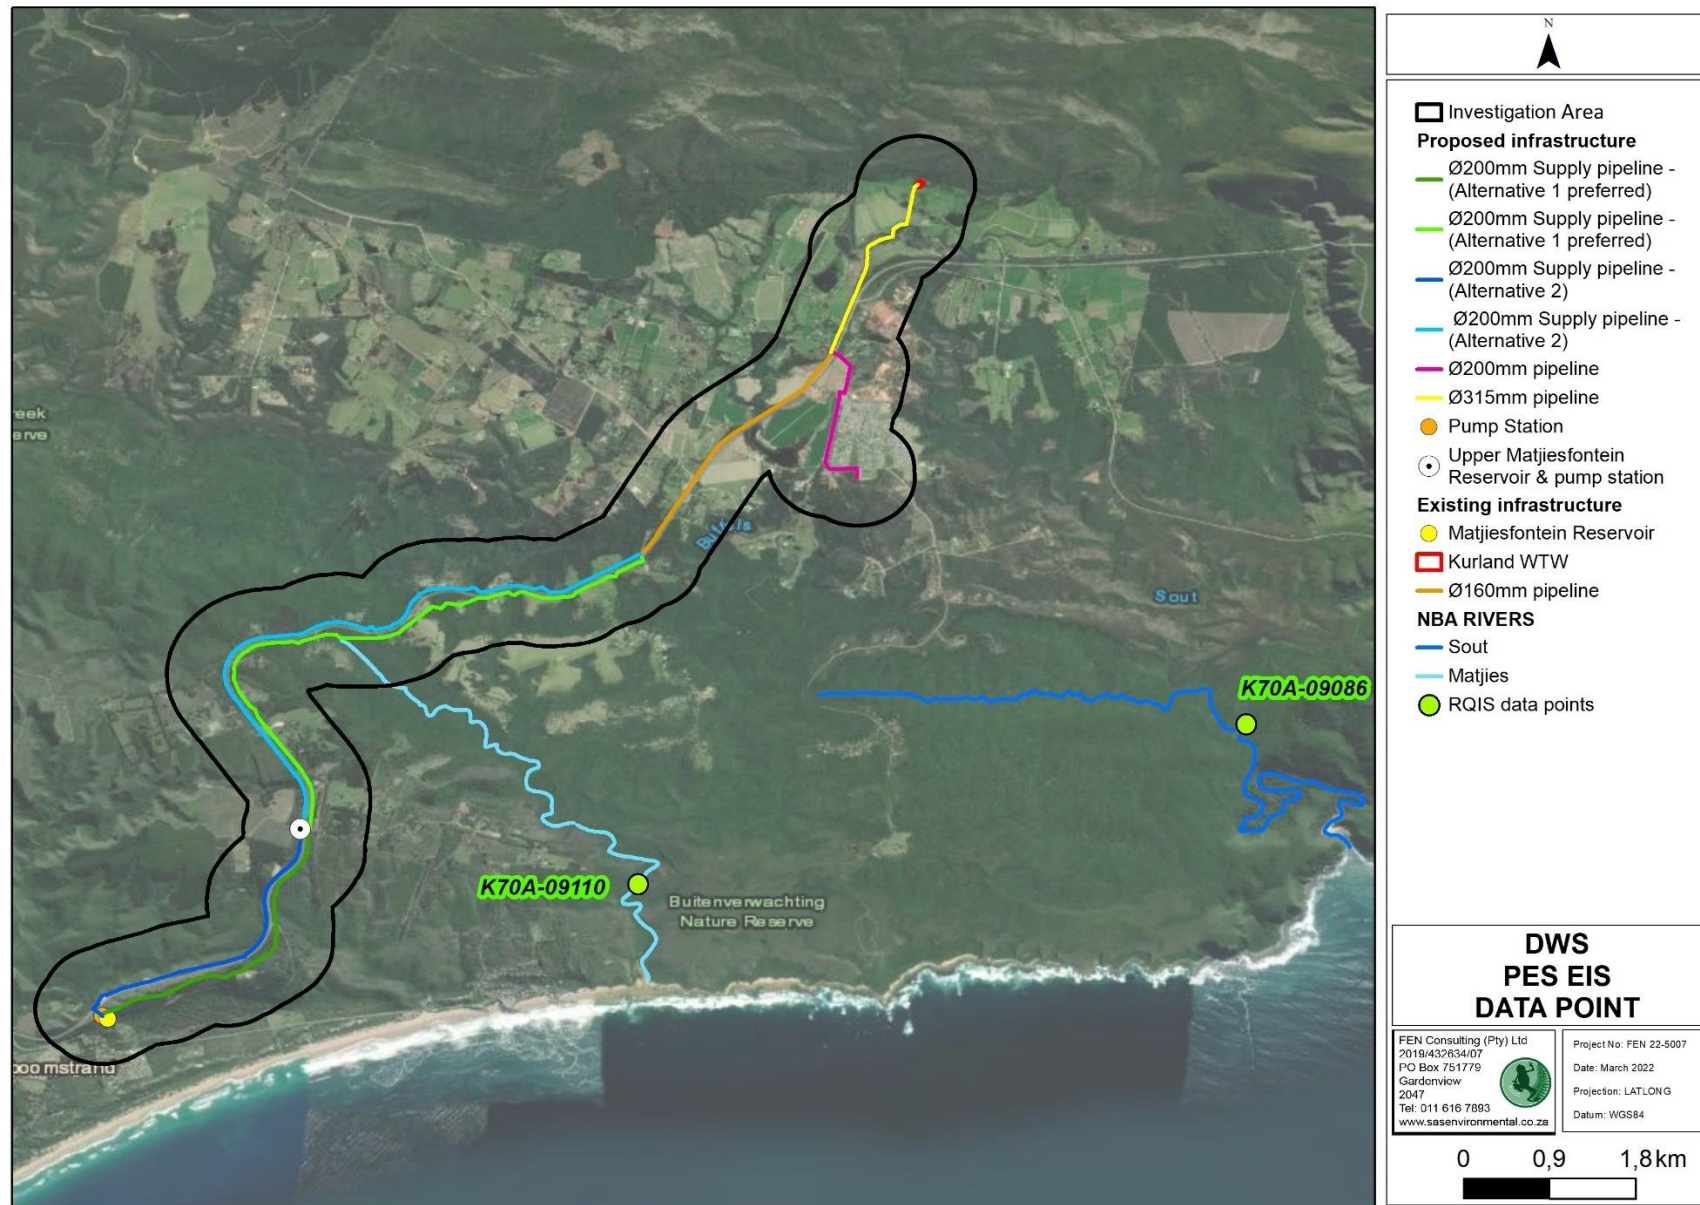 N
Investigation Area
Proposed infrastructure
Ø200mm Supply pipeline -
(Alternative 1 preferred)
Ø200mm Supply pipeline -
(Alternative 1 preferred)
Ø200mm Supply pipeline -
(Alternative 2)
Ø200mm Supply pipeline -
(Alternative 2)
Ø200mm pipeline
Ø315mm pipeline
Pump Station
Upper Matjiesfontein
Reservoir & pump station
Existing infrastructure
Matjiesfontein Reservoir
Kurland WTW
Ø160mm pipeline
NBA RIVERS
Sout
Matjies
RQIS data points
eek
erve
Sout
K70A-09086
K70A-09110
Buitenverwachting
Nature Reserve
oomstrand
DWS
PES EIS
DATA POINT
FEN Consulting (Pty) Ltd
2019/432634/07
PO Box 751779
Gardenview
2047
Tel: 011 616 7893
www.sasenvironmental.co.za
Project No: FEN 22-5007
Date: March 2022
Projection: LATLONG
Datum: WGS84
0 0,9 1,8 km